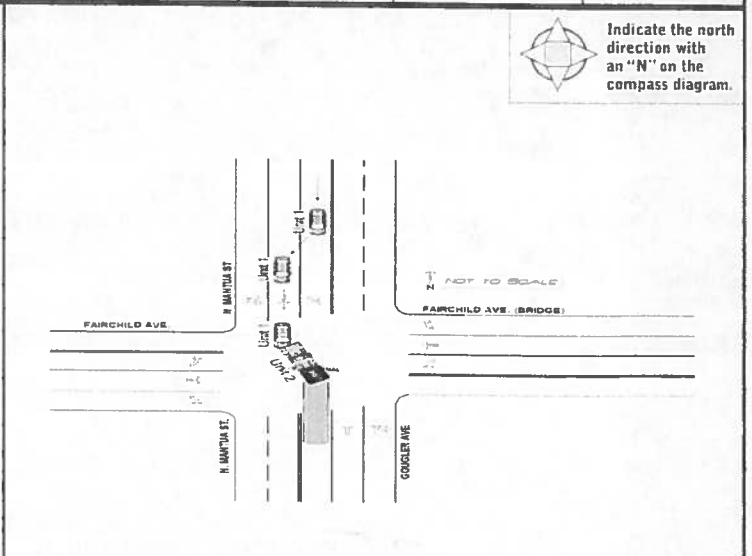 Indicate the north
direction with
an "N" on the
compass diagram.
Unit 1
Unit 1
N MANTUA ST
N NOT TO SCALE
FAIRCHILD AVE. (BRIDGE)
FAIRCHILD AVE.
Unit 1
Unit 2
N. MANTUA ST.
GOUGLER AVE